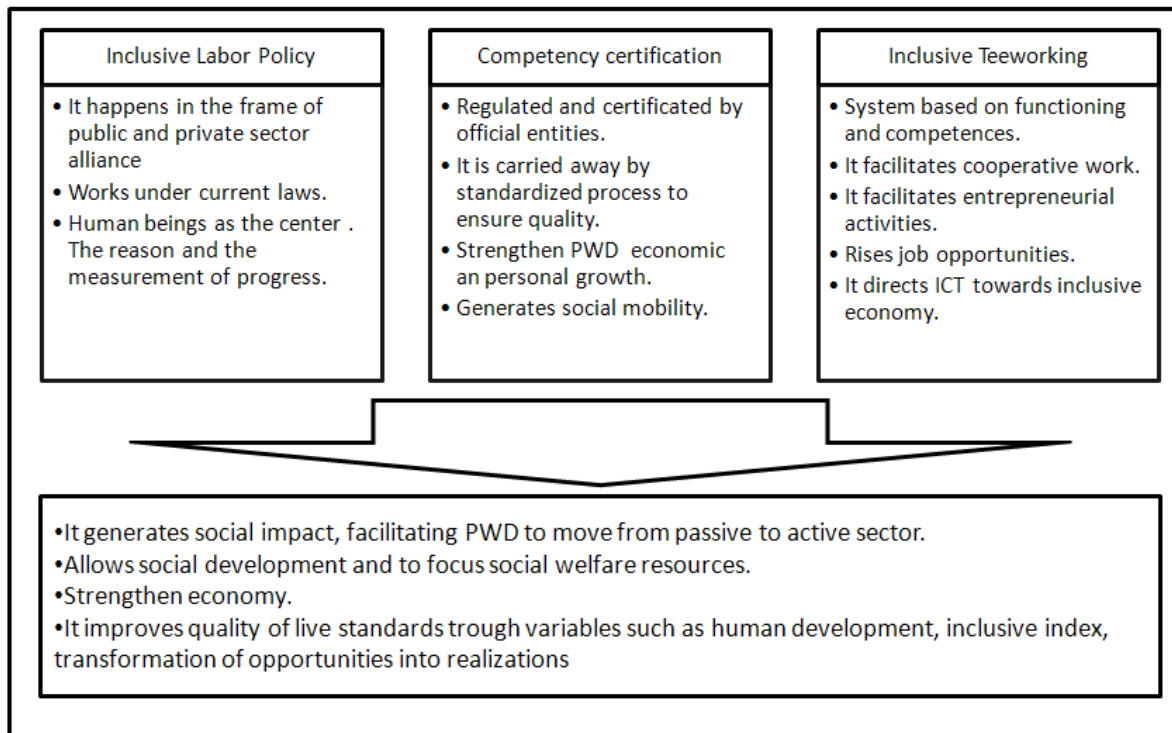 Inclusive Labor Policy
• It happens in the frame of
public and private sector
alliance
• Works under current laws.
• Human beings as the center .
The reason and the
measurement of progress.
Competency certification
• Regulated and certificated by
official entities.
• It is carried away by
standardized process to
ensure quality.
• Strengthen PWD economic
an personal growth.
• Generates social mobility.
Inclusive Teeworking
• System based on functioning
and competences.
• It facilitates cooperative work.
• It facilitates entrepreneurial
activities.
• Rises job opportunities.
• It directs ICT towards inclusive
economy.
•It generates social impact, facilitating PWD to move from passive to active sector.
•Allows social development and to focus social welfare resources.
•Strengthen economy.
•It improves quality of live standards trough variables such as human development, inclusive index,
transformation of opportunities into realizations